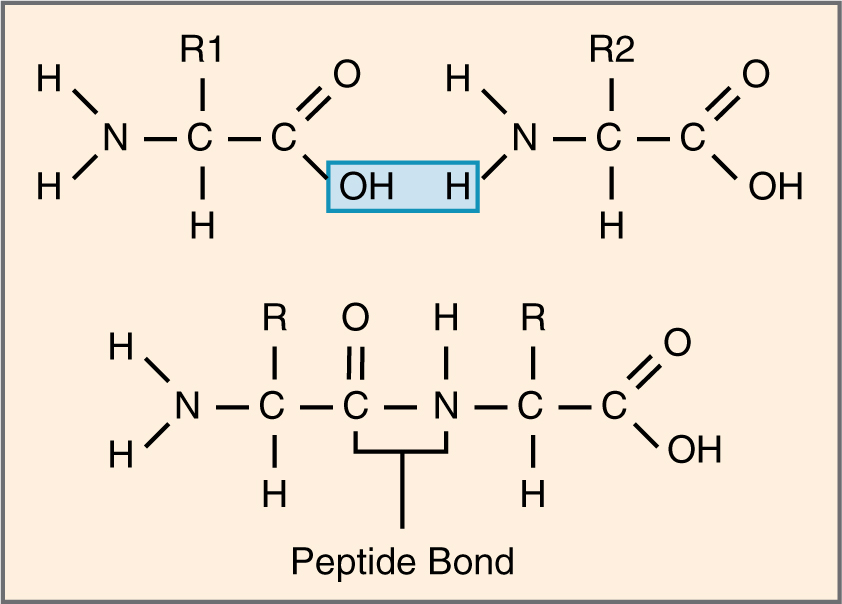 R1 R2
H O H O
N C C N C C
H OH H OH
H H
R O H R
H O
N C C N C C
H OH
H H
Peptide Bond